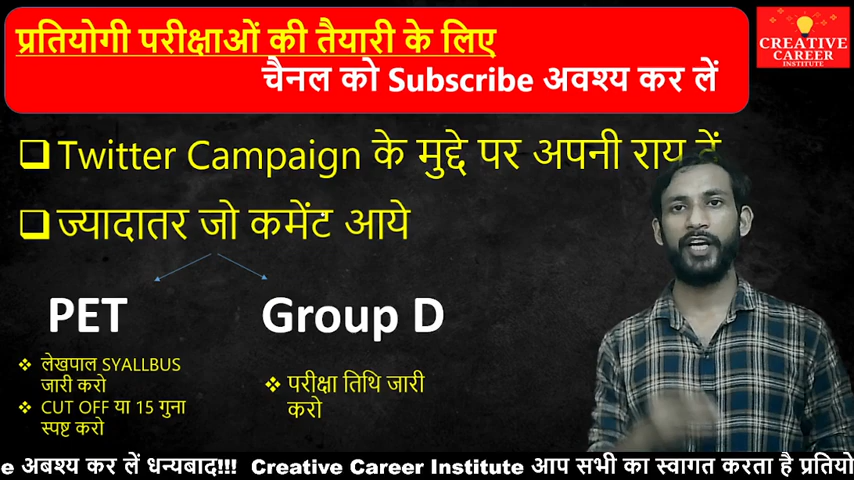 प्रतियोगी परीक्षाओं की तैयारी के लिए
चैनल को Subscribe अवश्य कर लें
CREATIVE
CAREER
INSTITUTE
Twitter Campaign के मुद्दे पर अपनी राय दें
ज्यादातर जो कमेंट आये
PET
Group D
लेखपाल SYALLBUS
जारी करो
CUT OFF या 15 गुना
स्पष्ट करो
परीक्षा तिथि जारी
करो
e अबश्य कर लें धन्यबाद!!! Creative Career Institute आप सभी का स्वागत करता है प्रतियो